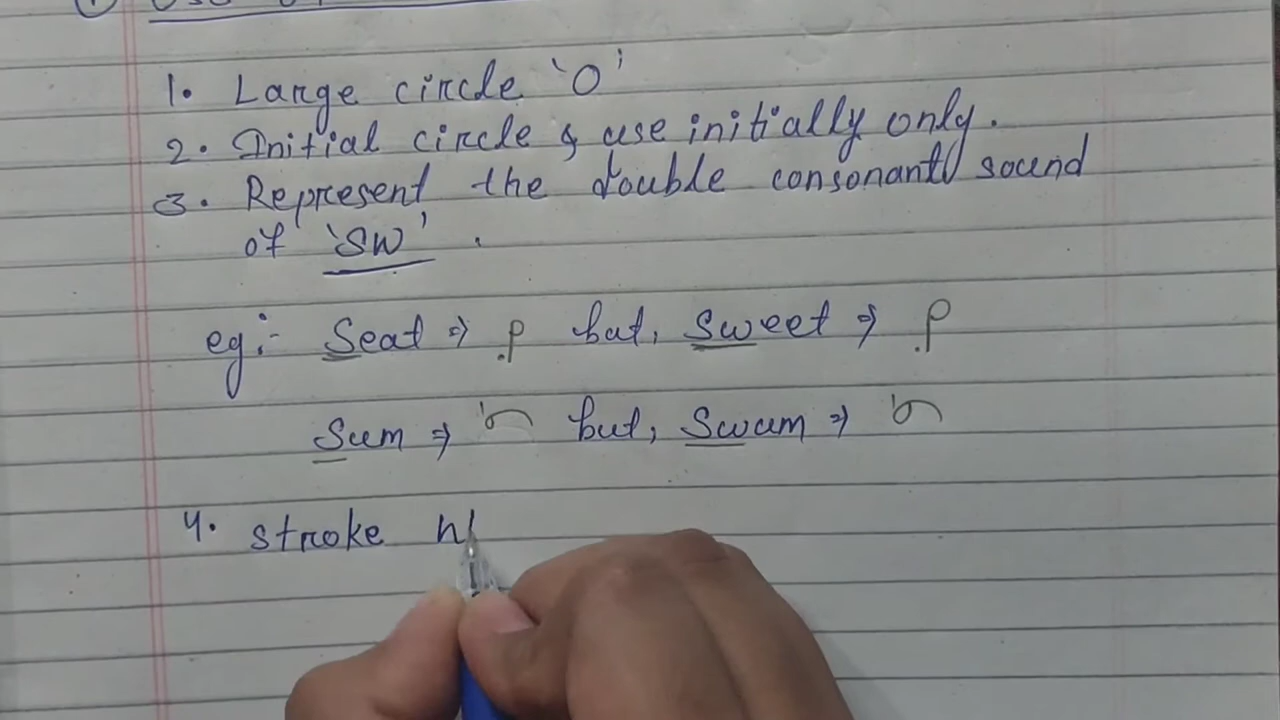 1. Large circle 'O'
2. Initial circle & use initially only.
3. Represent the double consonant sound
of 'SW'.
eg:- Seat ⇒ but, Sweet ⇒
Sum ⇒ but, Swum ⇒
4. stroke